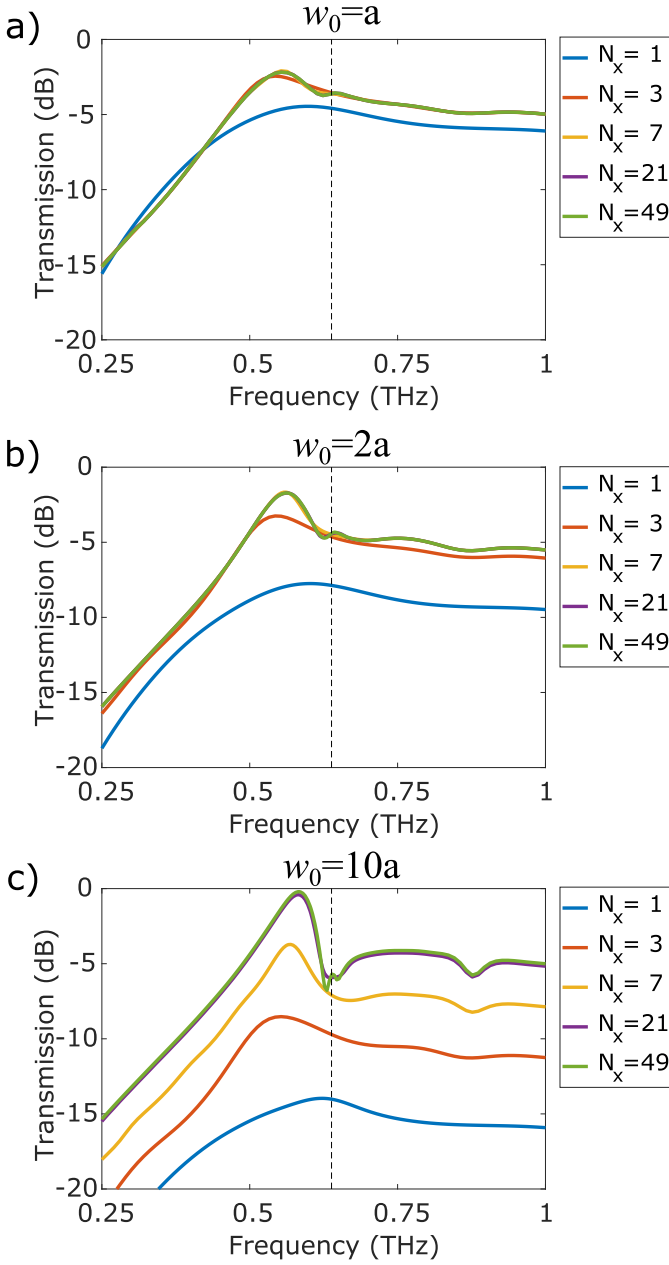 a)
w₀=a
Transmission (dB)
0
-5
-10
-15
-20
0.25
0.5
0.75
1
Frequency (THz)
Nₓ= 1
Nₓ= 3
Nₓ= 7
Nₓ=21
Nₓ=49
b)
w₀=2a
Transmission (dB)
0
-5
-10
-15
-20
0.25
0.5
0.75
1
Frequency (THz)
Nₓ= 1
Nₓ= 3
Nₓ= 7
Nₓ=21
Nₓ=49
c)
w₀=10a
Transmission (dB)
0
-5
-10
-15
-20
0.25
0.5
0.75
1
Frequency (THz)
Nₓ= 1
Nₓ= 3
Nₓ= 7
Nₓ=21
Nₓ=49